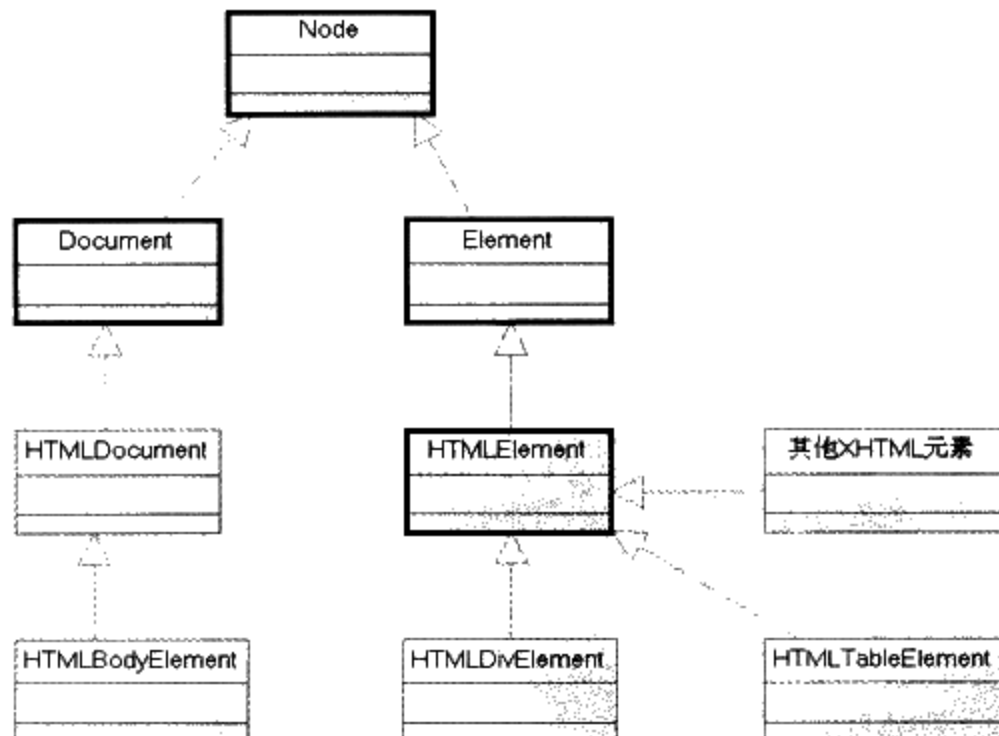 Node
Document
Element
HTMLDocument
HTMLElement
其他XHTML元素
HTMLBodyElement
HTMLDivElement
HTMLTableElement